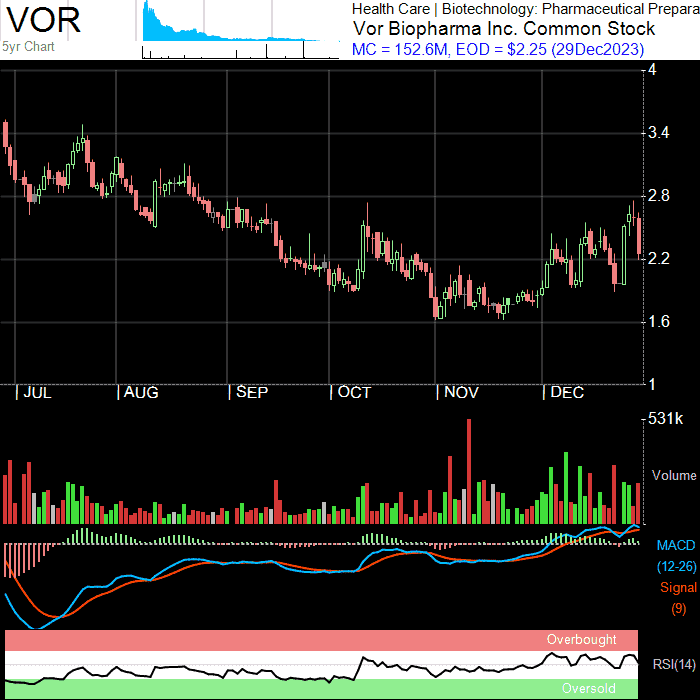 VOR
5yr Chart
Health Care | Biotechnology: Pharmaceutical Prepara
Vor Biopharma Inc. Common Stock
MC = 152.6M, EOD = $2.25 (29Dec2023)
4
3.4
2.8
2.2
1.6
1
JUL
AUG
SEP
OCT
NOV
DEC
531k
Volume
MACD
(12-26)
Signal
(9)
Overbought
RSI(14)
Oversold